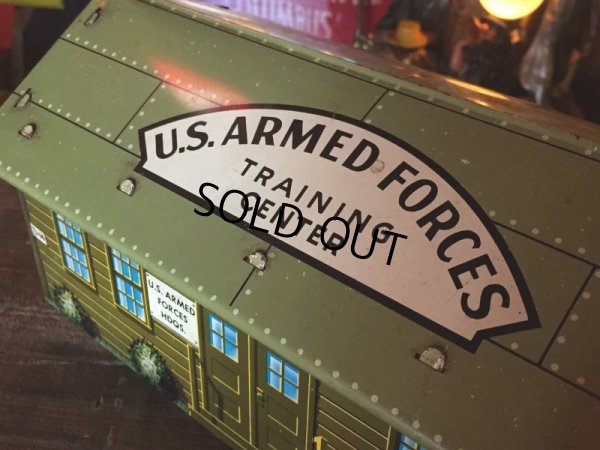 U.S. ARMED FORCES
TRAINING
CENTER
SOLD OUT
U.S. ARMED
FORCES
HDQS.